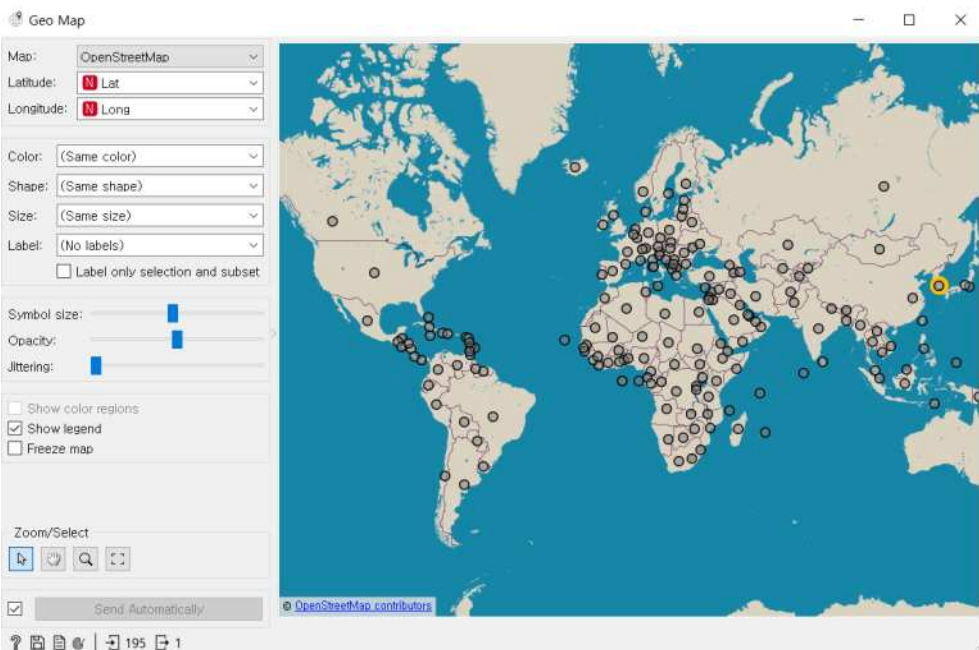 Geo Map
Map: OpenStreetMap
Latitude: N Lat
Longitude: N Long
Color: (Same color)
Shape: (Same shape)
Size: (Same size)
Label: (No labels)
Label only selection and subset
Symbol size:
Opacity:
Jittering:
Show color regions
Show legend
Freeze map
Zoom/Select
Send Automatically
© OpenStreetMap contributors
? 195 1